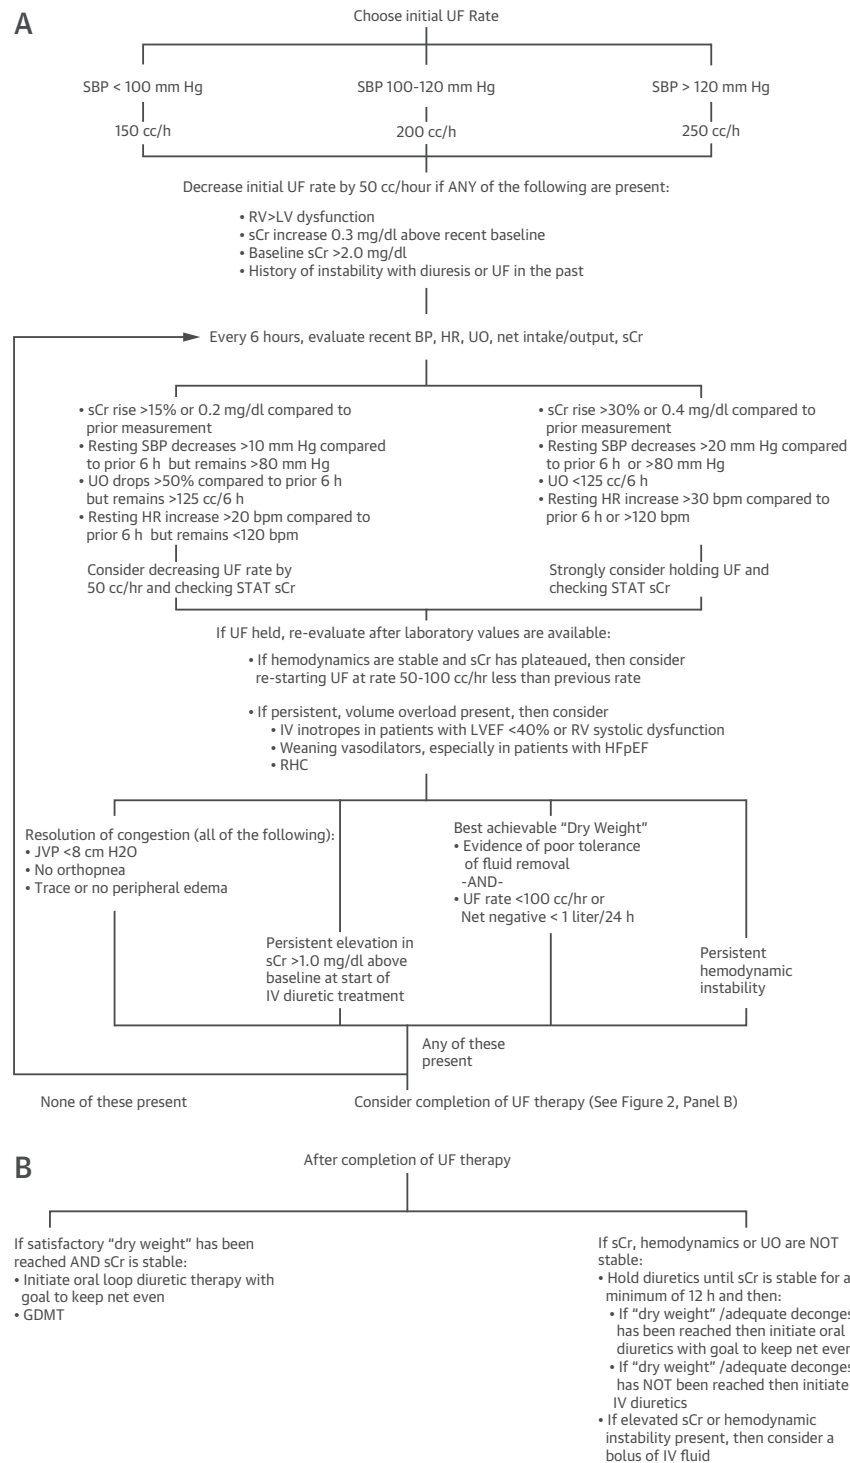 A
Choose initial UF Rate
SBP < 100 mm Hg
SBP 100-120 mm Hg
SBP > 120 mm Hg
150 cc/h
200 cc/h
250 cc/h
Decrease initial UF rate by 50 cc/hour if ANY of the following are present:
• RV>LV dysfunction
• sCr increase 0.3 mg/dl above recent baseline
• Baseline sCr >2.0 mg/dl
• History of instability with diuresis or UF in the past
Every 6 hours, evaluate recent BP, HR, UO, net intake/output, sCr
• sCr rise >15% or 0.2 mg/dl compared to
prior measurement
• Resting SBP decreases >10 mm Hg compared
to prior 6 h but remains >80 mm Hg
• UO drops >50% compared to prior 6 h
but remains >125 cc/6 h
• Resting HR increase >20 bpm compared to
prior 6 h but remains <120 bpm
Consider decreasing UF rate by
50 cc/hr and checking STAT sCr
• sCr rise >30% or 0.4 mg/dl compared to
prior measurement
• Resting SBP decreases >20 mm Hg compared
to prior 6 h or >80 mm Hg
• UO <125 cc/6 h
• Resting HR increase >30 bpm compared to
prior 6 h or >120 bpm
Strongly consider holding UF and
checking STAT sCr
If UF held, re-evaluate after laboratory values are available:
• If hemodynamics are stable and sCr has plateaued, then consider
re-starting UF at rate 50-100 cc/hr less than previous rate
• If persistent, volume overload present, then consider
• IV inotropes in patients with LVEF <40% or RV systolic dysfunction
• Weaning vasodilators, especially in patients with HFpEF
• RHC
Resolution of congestion (all of the following):
• JVP <8 cm H2O
• No orthopnea
• Trace or no peripheral edema
Persistent elevation in
sCr >1.0 mg/dl above
baseline at start of
IV diuretic treatment
Best achievable “Dry Weight”
• Evidence of poor tolerance
of fluid removal
-AND-
• UF rate <100 cc/hr or
Net negative < 1 liter/24 h
Persistent
hemodynamic
instability
Any of these
present
None of these present
Consider completion of UF therapy (See Figure 2, Panel B)
B
After completion of UF therapy
If satisfactory “dry weight” has been
reached AND sCr is stable:
• Initiate oral loop diuretic therapy with
goal to keep net even
• GDMT
If sCr, hemodynamics or UO are NOT
stable:
• Hold diuretics until sCr is stable for a
minimum of 12 h and then:
• If “dry weight” /adequate deconges
has been reached then initiate oral
diuretics with goal to keep net even
• If “dry weight” /adequate deconges
has NOT been reached then initiate
IV diuretics
• If elevated sCr or hemodynamic
instability present, then consider a
bolus of IV fluid